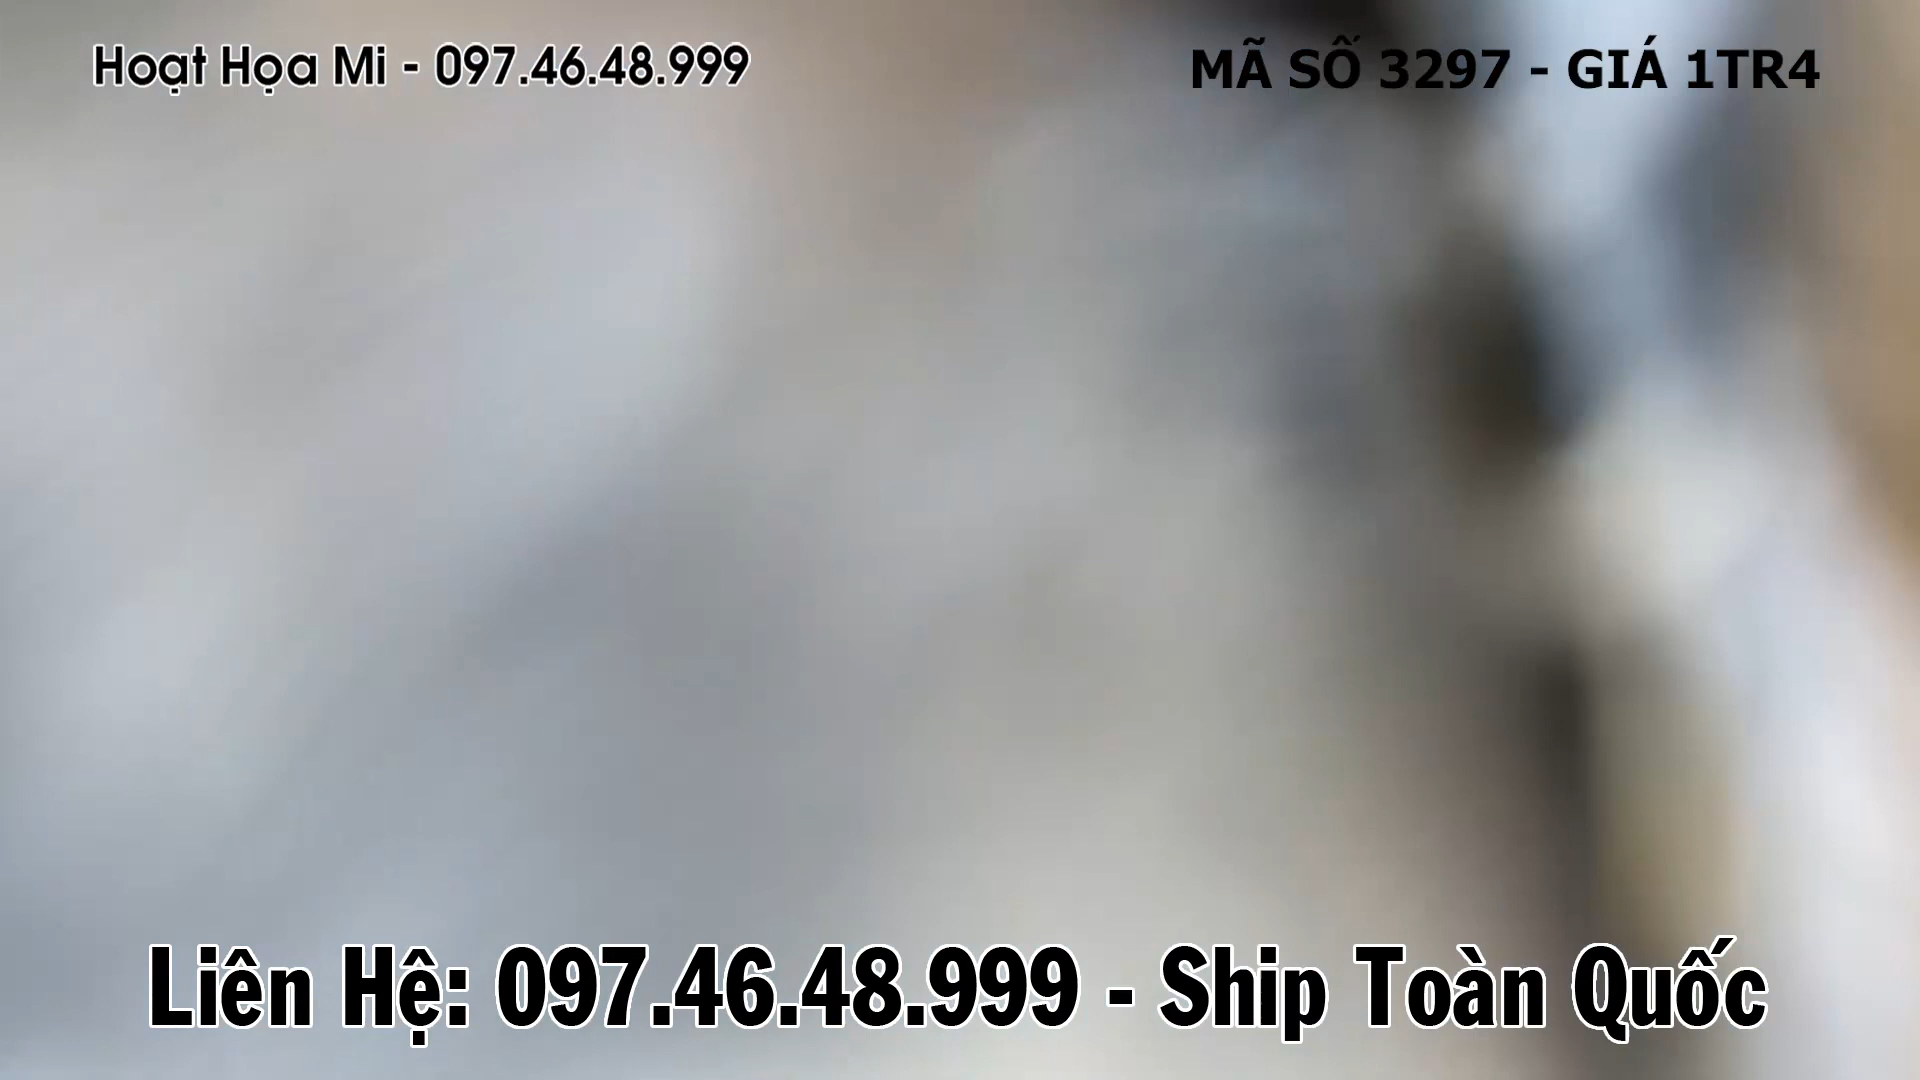 Hoạt Họa Mi - 097.46.48.999
MÃ SỐ 3297 - GIÁ 1TR4
Liên Hệ: 097.46.48.999 - Ship Toàn Quốc